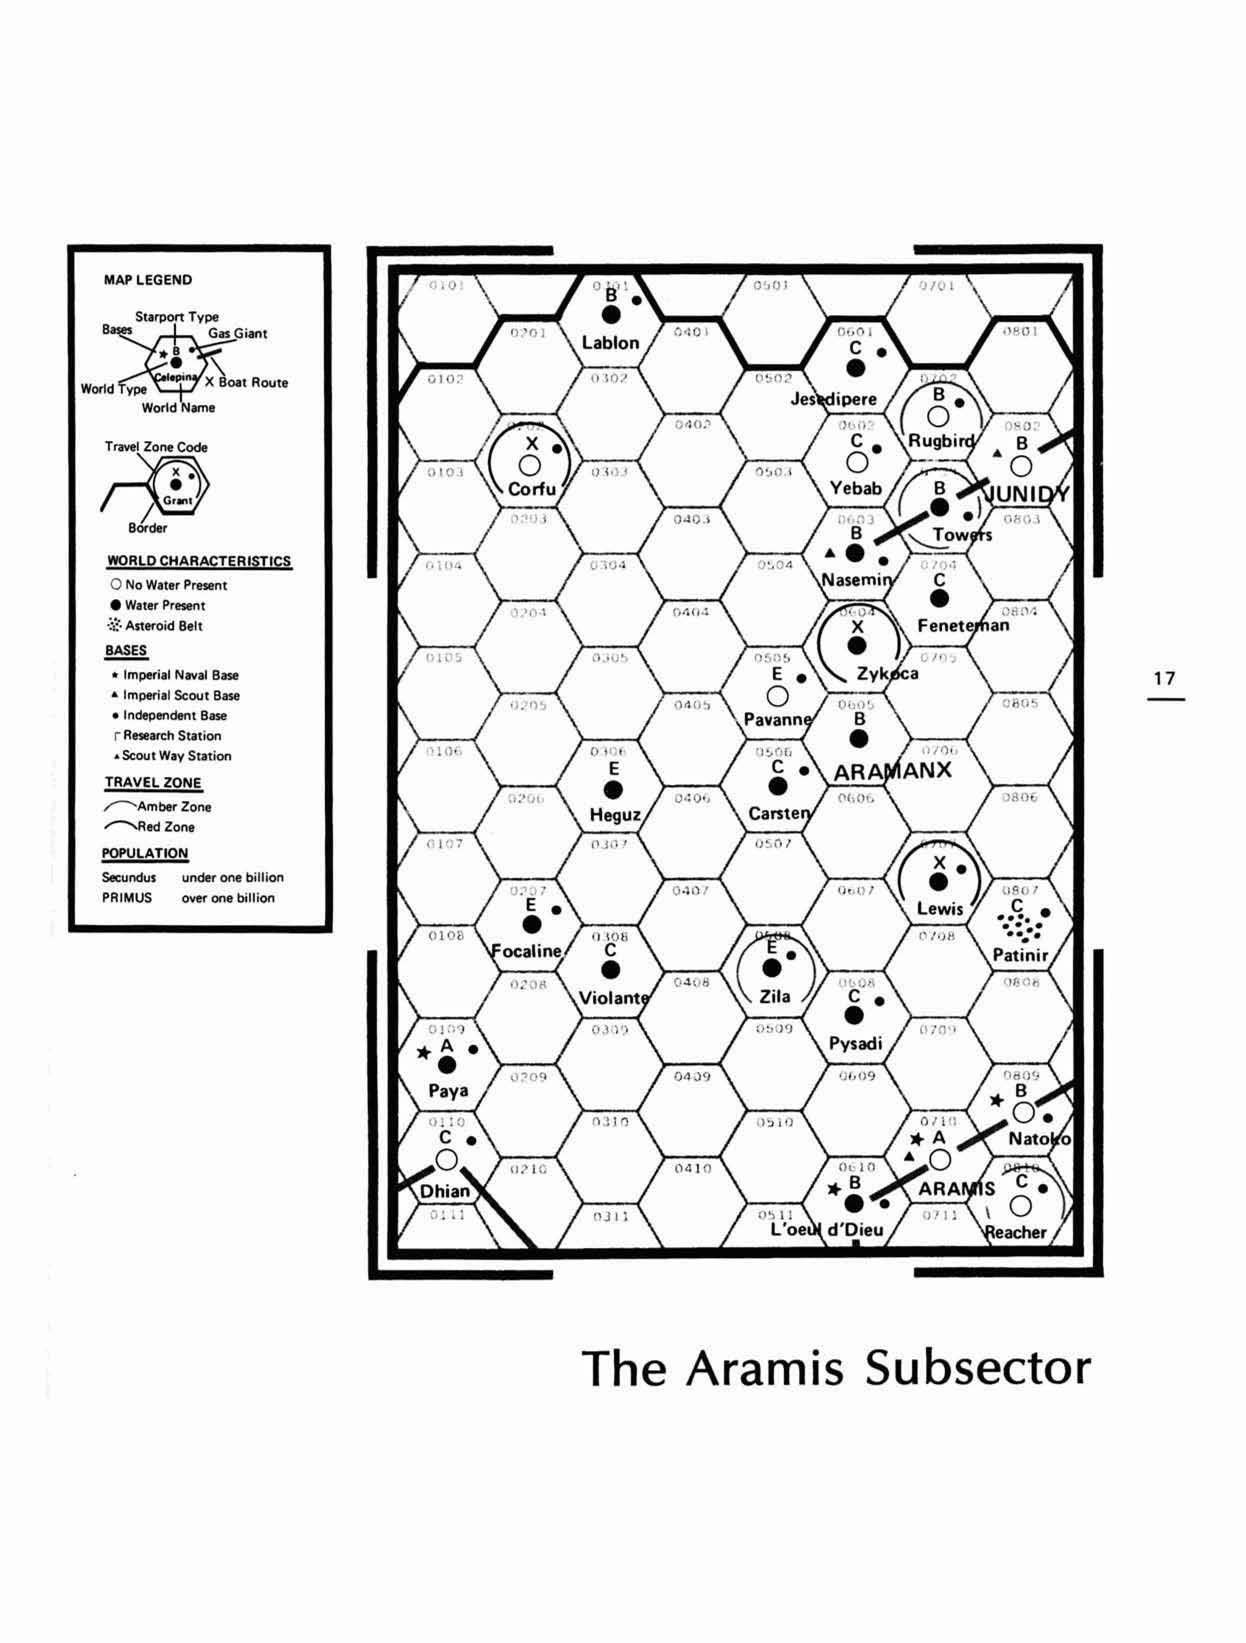 MAP LEGEND
Starport Type
Bases
Gas Giant
B
Celepina
World Type
X Boat Route
World Name
Travel Zone Code
X
Grant
Border
WORLD CHARACTERISTICS
No Water Present
Water Present
Asteroid Belt
BASES
Imperial Naval Base
Imperial Scout Base
Independent Base
Research Station
Scout Way Station
TRAVEL ZONE
Amber Zone
Red Zone
POPULATION
Secundus under one billion
PRIMUS over one billion
0101 0301 0501 0701
B
Lablon
0201 0401 0601 0801
C
Jesedipere
0102 0302 0502 0702
B
Rugbird
0202 0402 0602 0802
X C B
Corfu Yebab JUNIDY
0103 0303 0503
B
Towers
0203 0403 0603 0803
B
Nasemin
0104 0304 0504 0704
C
Feneteman
0204 0404 0604 0804
X
Zykoca
0105 0305 0505 0705
E
Pavanne
0205 0405 0605 0805
B
ARAMANX
0106 0306 0506 0706
E C
Heguz Carsten
0206 0406 0606 0806
0107 0307 0507 0707
X
Lewis
0207 0407 0607 0807
E C
Focaline Patinir
0108 0308 0508 0708
C E
Violante Zila
0208 0408 0608 0808
C
Pysadi
0109 0309 0509 0709
A
Paya
0209 0409 0609 0809
B
Natoko
0110 0310 0510 0710
C A
Dhian ARAMIS
0210 0410 0610 0810
B C
L'oeul d'Dieu Reacher
0111 0311 0511 0711
17
The Aramis Subsector